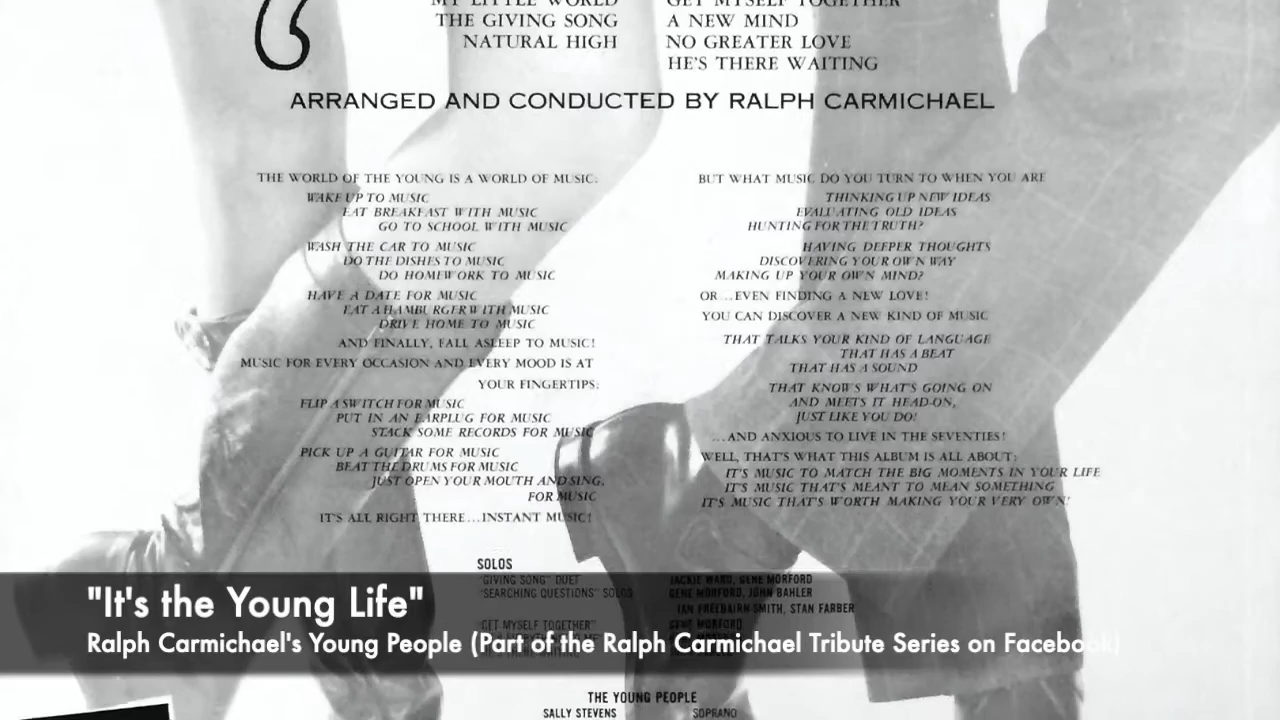 MY LITTLE WORLD
THE GIVING SONG
NATURAL HIGH
GET MYSELF TOGETHER
A NEW MIND
NO GREATER LOVE
HE'S THERE WAITING
ARRANGED AND CONDUCTED BY RALPH CARMICHAEL
THE WORLD OF THE YOUNG IS A WORLD OF MUSIC:
WAKE UP TO MUSIC
EAT BREAKFAST WITH MUSIC
GO TO SCHOOL WITH MUSIC
WASH THE CAR TO MUSIC
DO THE DISHES TO MUSIC
DO HOMEWORK TO MUSIC
HAVE A DATE FOR MUSIC
EAT A HAMBURGER WITH MUSIC
DRIVE HOME TO MUSIC
AND FINALLY, FALL ASLEEP TO MUSIC!
MUSIC FOR EVERY OCCASION AND EVERY MOOD IS AT
YOUR FINGERTIPS:
FLIP A SWITCH FOR MUSIC
PUT IN AN EARPLUG FOR MUSIC
STACK SOME RECORDS FOR MUSIC
PICK UP A GUITAR FOR MUSIC
BEAT THE DRUMS FOR MUSIC
JUST OPEN YOUR MOUTH AND SING,
FOR MUSIC
IT'S ALL RIGHT THERE...INSTANT MUSIC!
BUT WHAT MUSIC DO YOU TURN TO WHEN YOU ARE
THINKING UP NEW IDEAS
EVALUATING OLD IDEAS
HUNTING FOR THE TRUTH?
HAVING DEEPER THOUGHTS
DISCOVERING YOUR OWN WAY
MAKING UP YOUR OWN MIND?
OR...EVEN FINDING A NEW LOVE!
YOU CAN DISCOVER A NEW KIND OF MUSIC
THAT TALKS YOUR KIND OF LANGUAGE
THAT HAS A BEAT
THAT HAS A SOUND
THAT KNOWS WHAT'S GOING ON
AND MEETS IT HEAD-ON,
JUST LIKE YOU DO!
...AND ANXIOUS TO LIVE IN THE SEVENTIES!
WELL, THAT'S WHAT THIS ALBUM IS ALL ABOUT:
IT'S MUSIC TO MATCH THE BIG MOMENTS IN YOUR LIFE
IT'S MUSIC THAT'S MEANT TO MEAN SOMETHING
IT'S MUSIC THAT'S WORTH MAKING YOUR VERY OWN!
SOLOS
"GIVING SONG" DUET JACKIE WARD, GENE MORFORD
"SEARCHING QUESTIONS" SOLOS GENE MORFORD, JOHN BAHLER
IAN FREEBAIRN SMITH, STAN FARBER
"GET MYSELF TOGETHER" GENE MORFORD
"It's the Young Life"
Ralph Carmichael's Young People (Part of the Ralph Carmichael Tribute Series on Facebook)
THE YOUNG PEOPLE
SALLY STEVENS SOPRANO